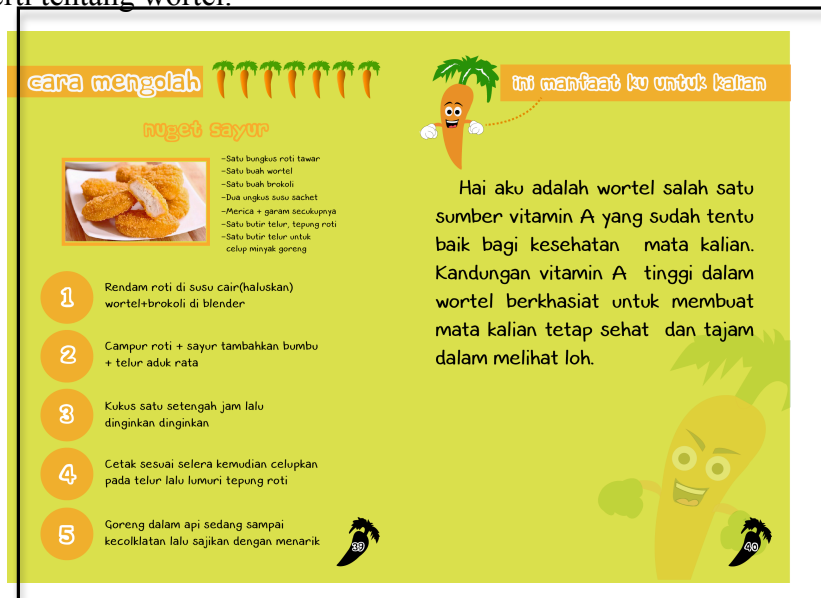 erti tentang wortel.
cara mengolah
nuget sayur
-Satu bungkus roti tawar
-Satu buah wortel
-Satu buah brokoli
-Dua ungkus susu sachet
-Merica + garam secukupnya
-Satu butir telur, tepung roti
-Satu butir telur untuk
celup minyak goreng
1
Rendam roti di susu cair(haluskan)
wortel+brokoli di blender
2
Campur roti + sayur tambahkan bumbu
+ telur aduk rata
3
Kukus satu setengah jam lalu
dinginkan dinginkan
4
Cetak sesuai selera kemudian celupkan
pada telur lalu lumuri tepung roti
5
Goreng dalam api sedang sampai
kecolklatan lalu sajikan dengan menarik
39
ini manfaat ku untuk kalian
Hai aku adalah wortel salah satu
sumber vitamin A yang sudah tentu
baik bagi kesehatan mata kalian.
Kandungan vitamin A tinggi dalam
wortel berkhasiat untuk membuat
mata kalian tetap sehat dan tajam
dalam melihat loh.
40